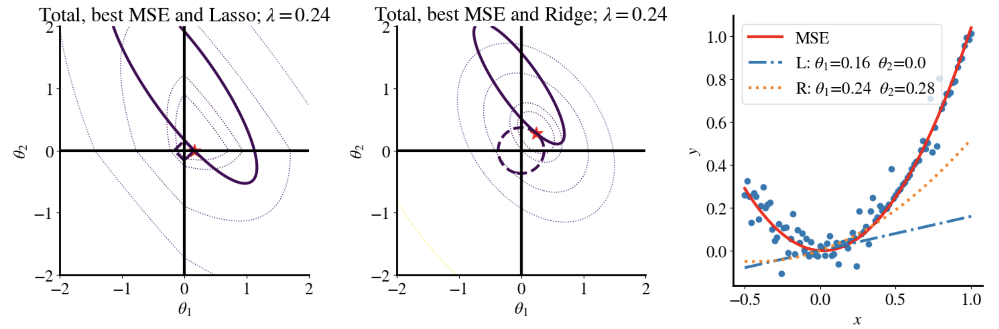 Total, best MSE and Lasso; λ = 0.24
2
1
0
−1
−2
θ2
−2 −1 0 1 2
θ1
Total, best MSE and Ridge; λ = 0.24
2
1
0
−1
−2
θ2
−2 −1 0 1 2
θ1
MSE
L: θ1=0.16 θ2=0.0
R: θ1=0.24 θ2=0.28
1.0
0.8
0.6
0.4
0.2
0.0
y
−0.5 0.0 0.5 1.0
x